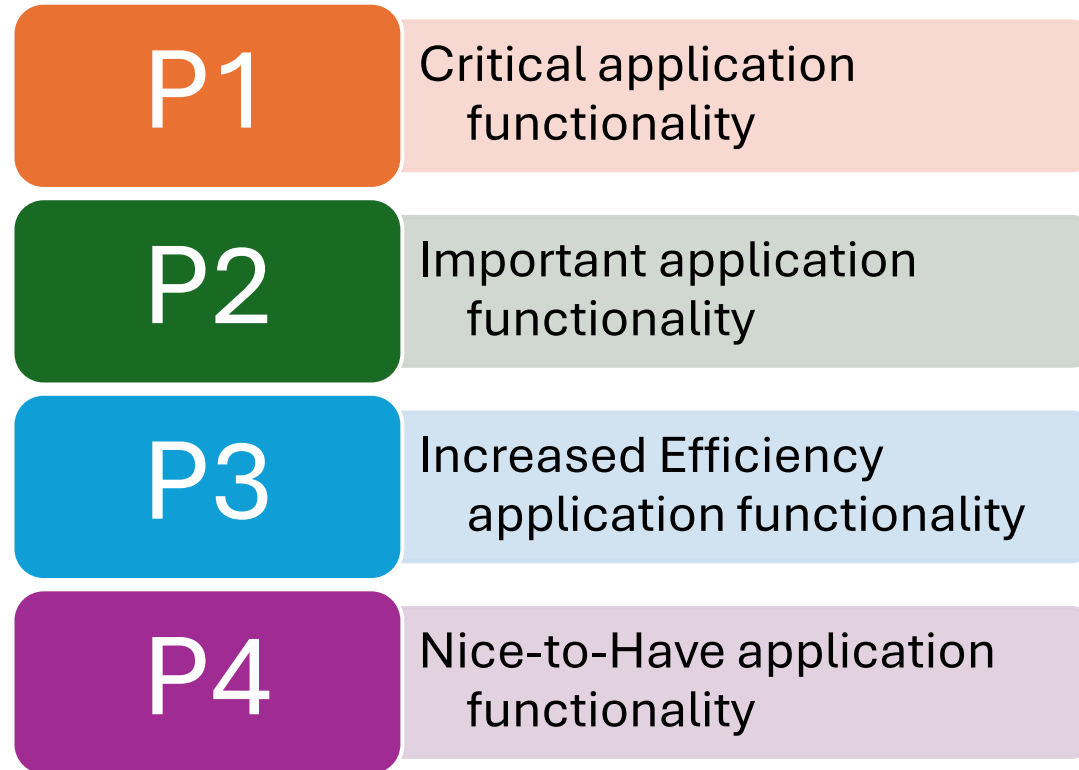 P1
Critical application
functionality
P2
Important application
functionality
P3
Increased Efficiency
application functionality
P4
Nice-to-Have application
functionality